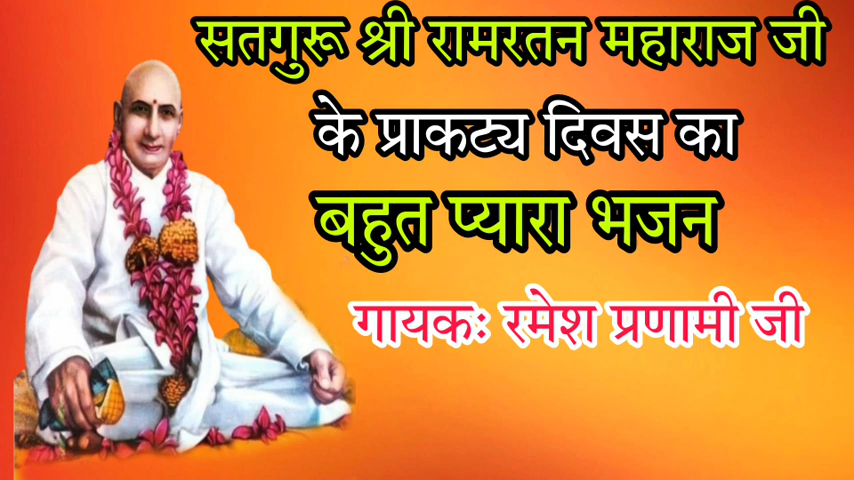 सतगुरू श्री रामरतन महाराज जी
के प्राकट्य दिवस का
बहुत प्यारा भजन
गायकः रमेश प्रणामी जी